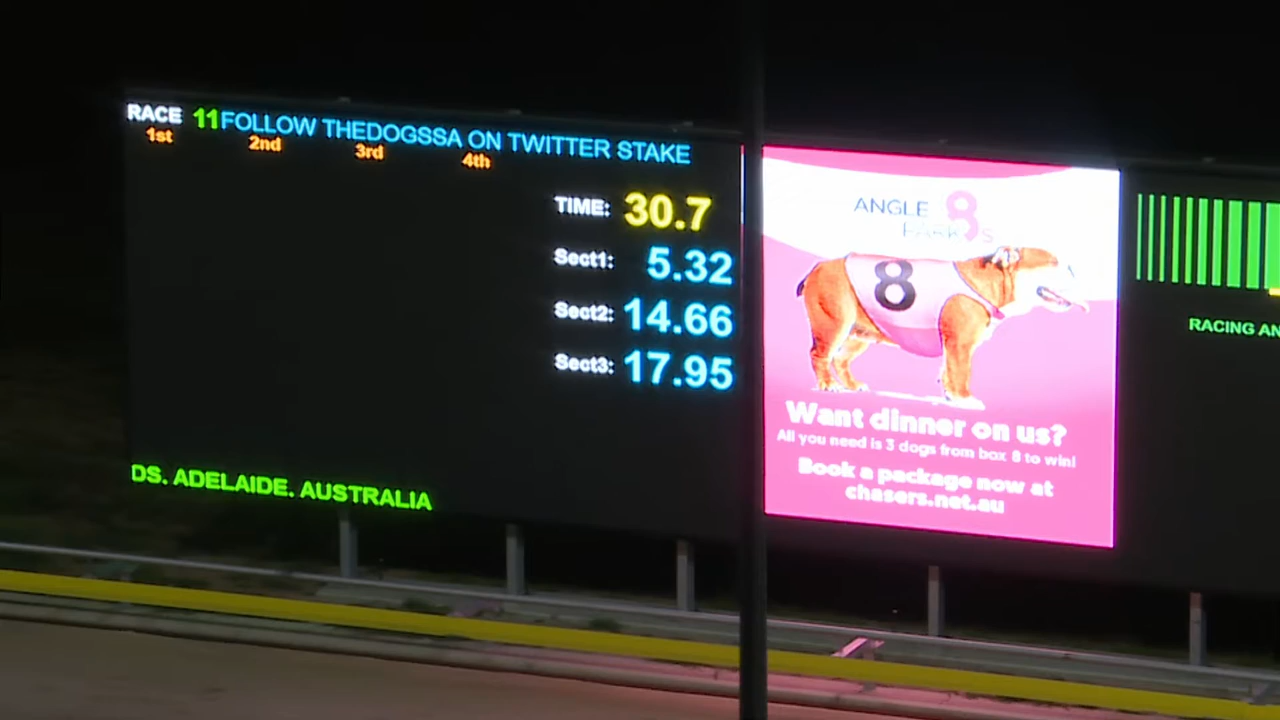 RACE 11 FOLLOW THEDOGSSA ON TWITTER STAKE
1st 2nd 3rd 4th
TIME: 30.7
Sect1: 5.32
Sect2: 14.66
Sect3: 17.95
DS. ADELAIDE. AUSTRALIA
ANGLE 8
PARK s
8
Want dinner on us?
All you need is 3 dogs from box 8 to win!
Book a package now at
chasers.net.au
RACING AN